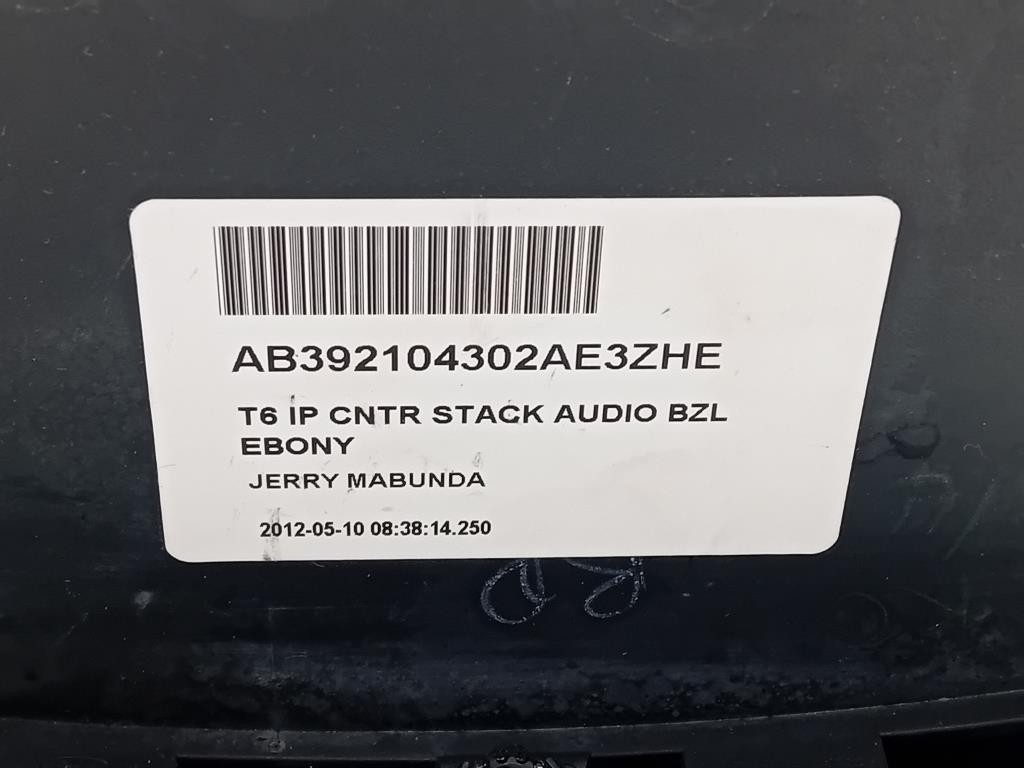 AB392104302AE3ZHE
T6 IP CNTR STACK AUDIO BZL
EBONY
JERRY MABUNDA
2012-05-10 08:38:14.250